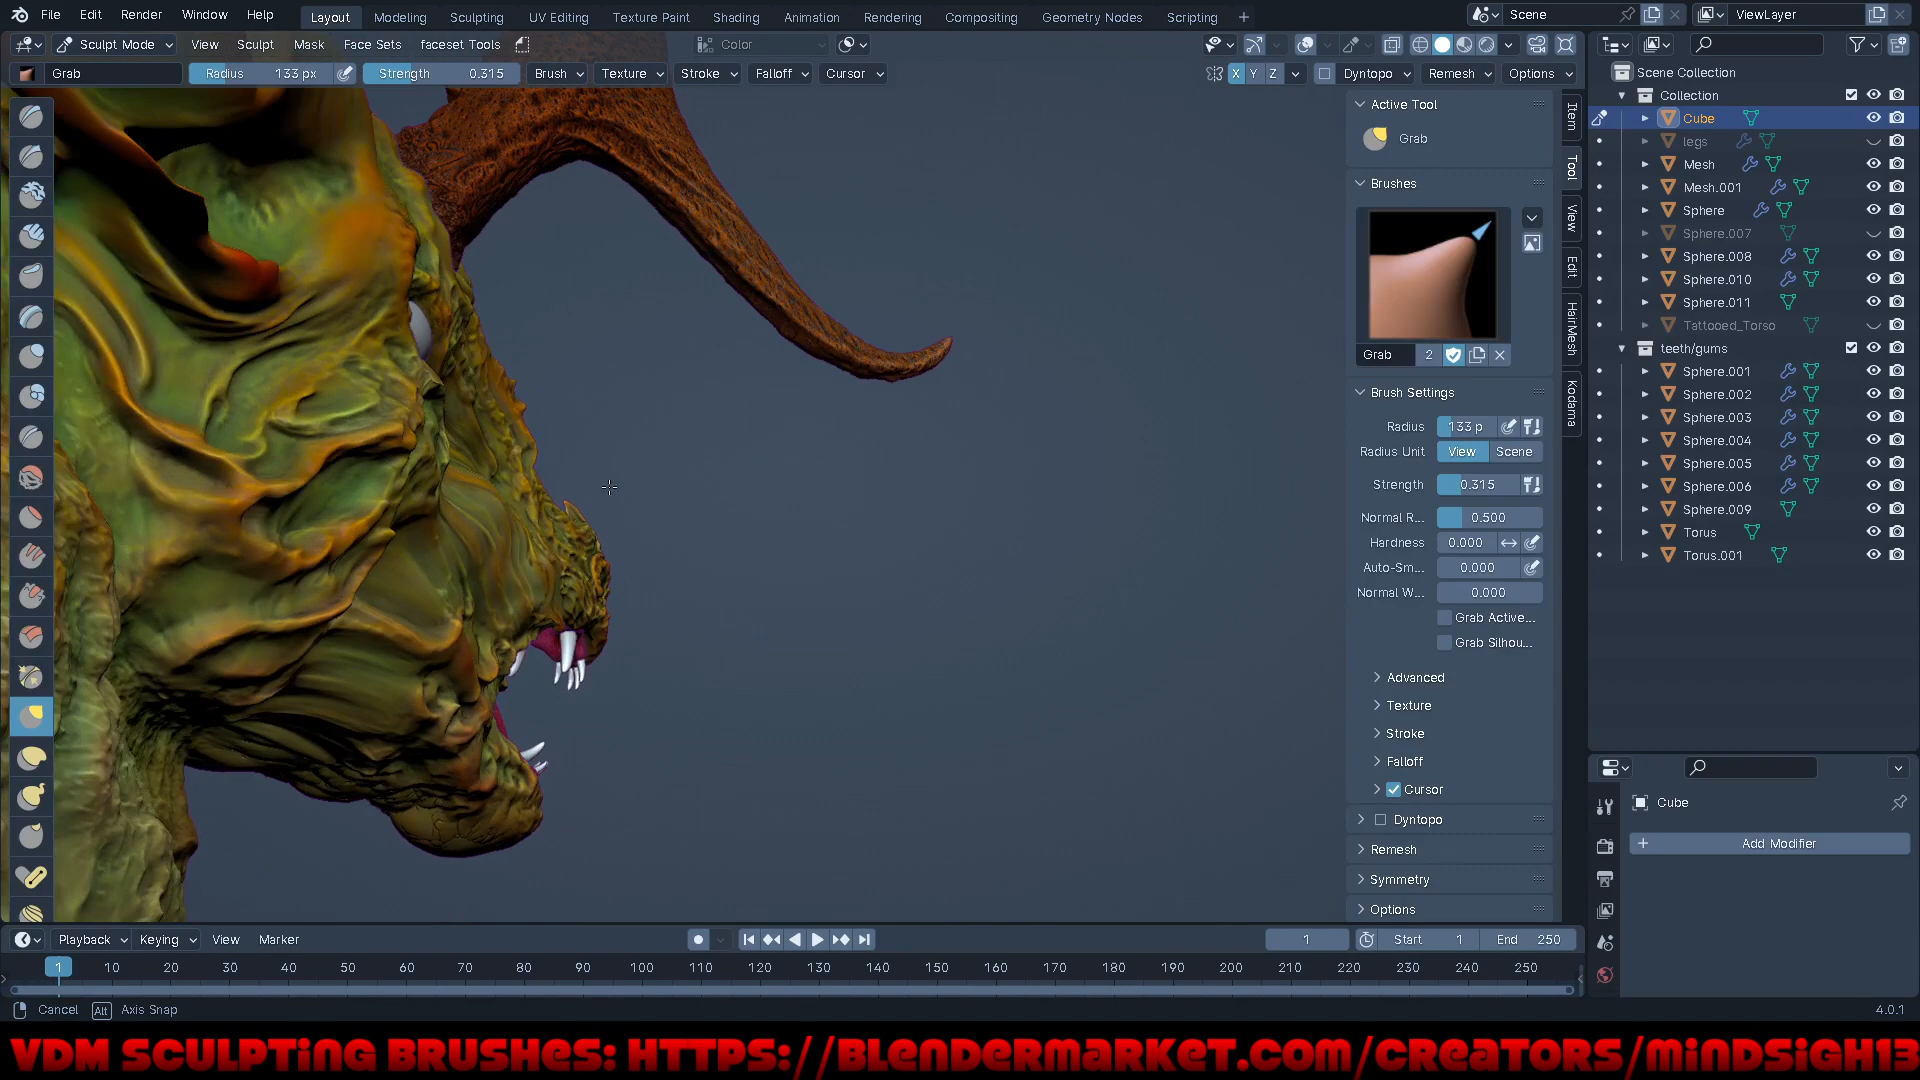 File Edit Render Window Help Layout Modeling Sculpting UV Editing Texture Paint Shading Animation Rendering Compositing Geometry Nodes Scripting Scene ViewLayer
Sculpt Mode View Sculpt Mask Face Sets faceset Tools Color
Grab Radius 133 px Strength 0.315 Brush Texture Stroke Falloff Cursor X Y Z Dyntopo Remesh Options
Active Tool
Grab
Brushes
Grab 2
Brush Settings
Radius 133 p
Radius Unit View Scene
Strength 0.315
Normal R... 0.500
Hardness 0.000
Auto-Sm... 0.000
Normal W... 0.000
Grab Active...
Grab Silhou...
Advanced
Texture
Stroke
Falloff
Cursor
Dyntopo
Remesh
Symmetry
Options
Item
Tool
View
Edit
HairMesh
Kodama
Scene Collection
Collection
Cube
legs
Mesh
Mesh.001
Sphere
Sphere.007
Sphere.008
Sphere.010
Sphere.011
Tattooed_Torso
teeth/gums
Sphere.001
Sphere.002
Sphere.003
Sphere.004
Sphere.005
Sphere.006
Sphere.009
Torus
Torus.001
Cube
Add Modifier
Playback Keying View Marker 1 Start 1 End 250
1 10 20 30 40 50 60 70 80 90 100 110 120 130 140 150 160 170 180 190 200 210 220 230 240 250
Cancel Alt Axis Snap 4.0.1
VDM SCULPTING BRUSHES: HTTPS://BLENDERMARKET.COM/CREATORS/MINDSIGH13